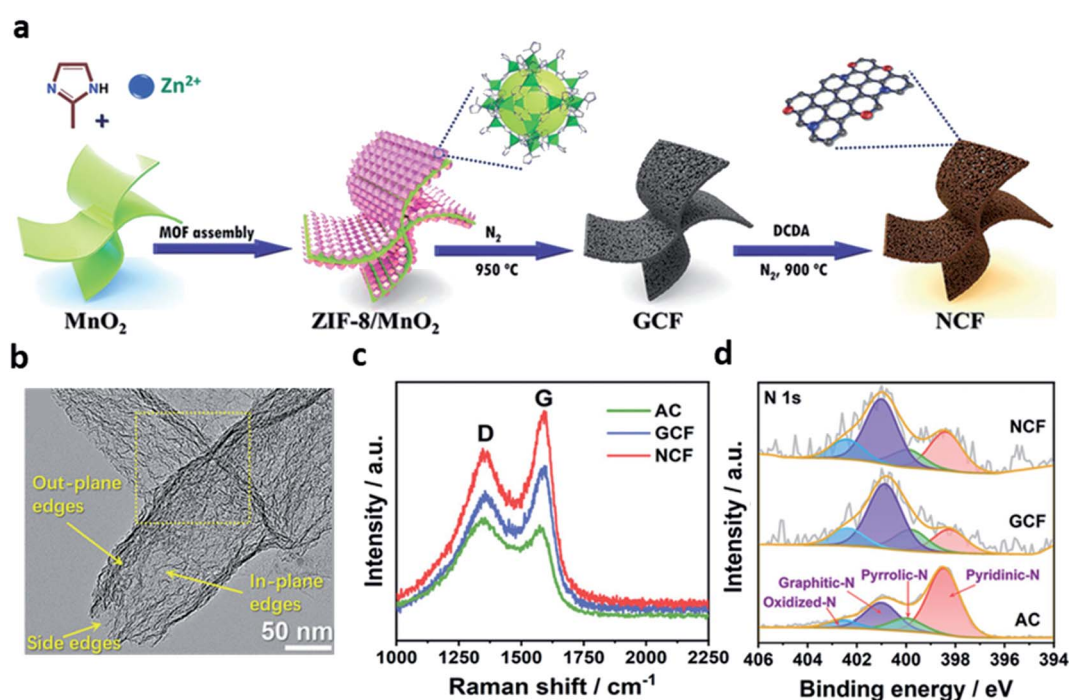 a
N
NH
+
Zn²⁺
MOF assembly
N₂
950 °C
DCDA
N₂, 900 °C
MnO₂
ZIF-8/MnO₂
GCF
NCF
b
Out-plane
edges
In-plane
edges
Side edges
50 nm
c
D
G
AC
GCF
NCF
Intensity / a.u.
1000
1250
1500
1750
2000
2250
Raman shift / cm⁻¹
d
N 1s
NCF
GCF
Graphitic-N
Pyrrolic-N
Pyridinic-N
Oxidized-N
AC
Intensity / a.u.
406
404
402
400
398
396
394
Binding energy / eV